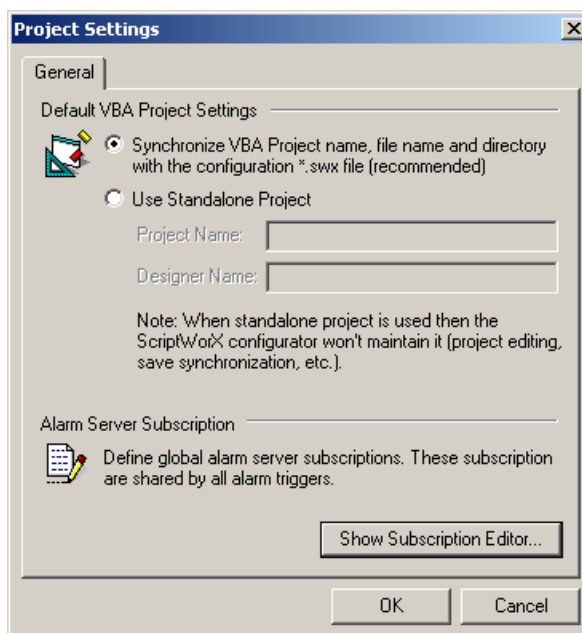 Project Settings
General
Default VBA Project Settings
Synchronize VBA Project name, file name and directory
with the configuration *.swx file (recommended)
Use Standalone Project
Project Name:
Designer Name:
Note: When standalone project is used then the
ScriptWorX configurator won't maintain it (project editing,
save synchronization, etc.).
Alarm Server Subscription
Define global alarm server subscriptions. These subscription
are shared by all alarm triggers.
Show Subscription Editor...
OK
Cancel